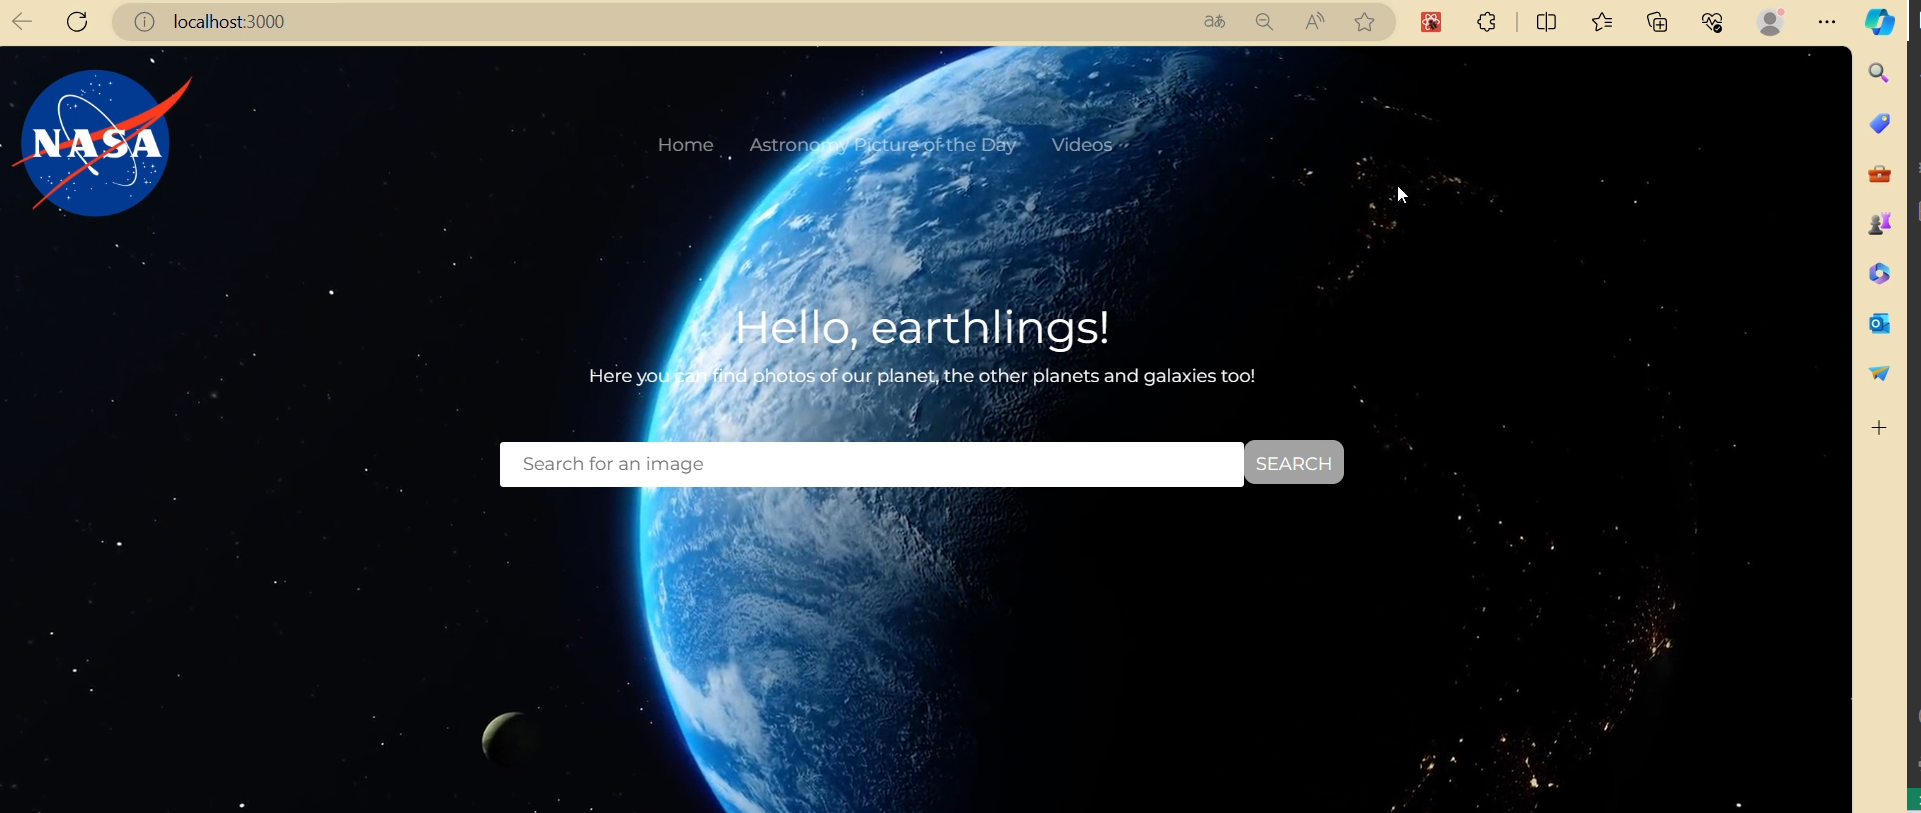 localhost:3000
NASA
Home Astronomy Picture of the Day Videos
Hello, earthlings!
Here you can find photos of our planet, the other planets and galaxies too!
Search for an image SEARCH